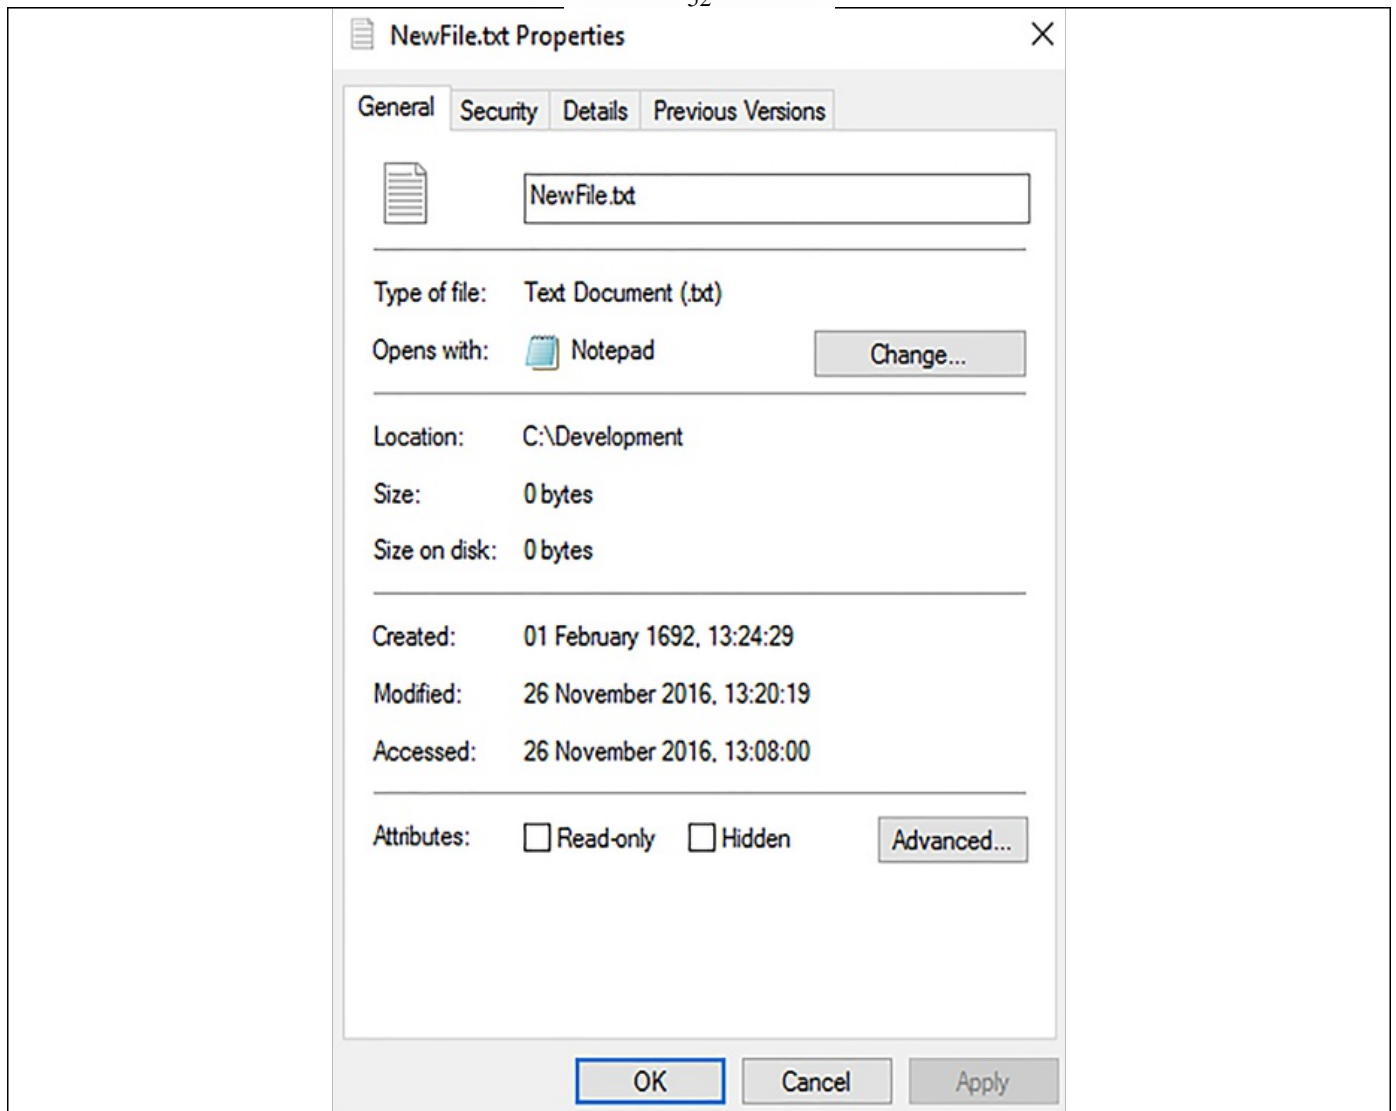 32
NewFile.txt Properties
General Security Details Previous Versions
NewFile.txt
Type of file: Text Document (.txt)
Opens with: Notepad Change...
Location: C:\Development
Size: 0 bytes
Size on disk: 0 bytes
Created: 01 February 1692, 13:24:29
Modified: 26 November 2016, 13:20:19
Accessed: 26 November 2016, 13:08:00
Attributes: Read-only Hidden Advanced...
OK Cancel Apply